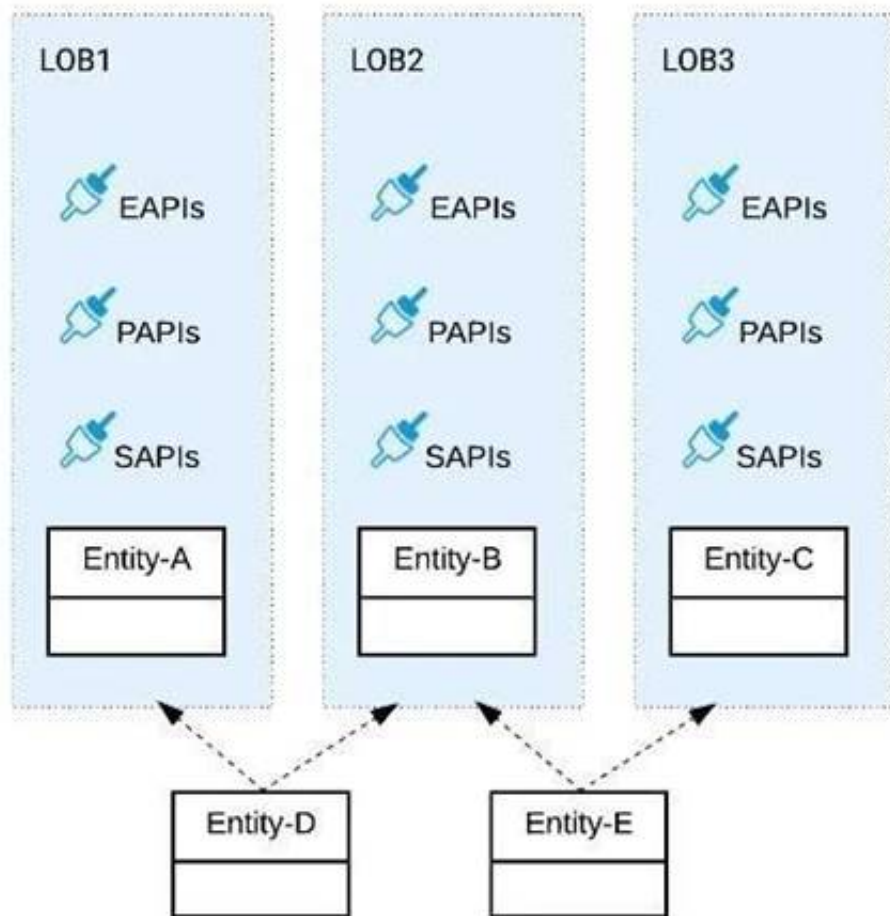 LOB1
LOB2
LOB3
EAPIs
EAPIs
EAPIs
PAPIs
PAPIs
PAPIs
SAPIs
SAPIs
SAPIs
Entity-A
Entity-B
Entity-C
Entity-D
Entity-E